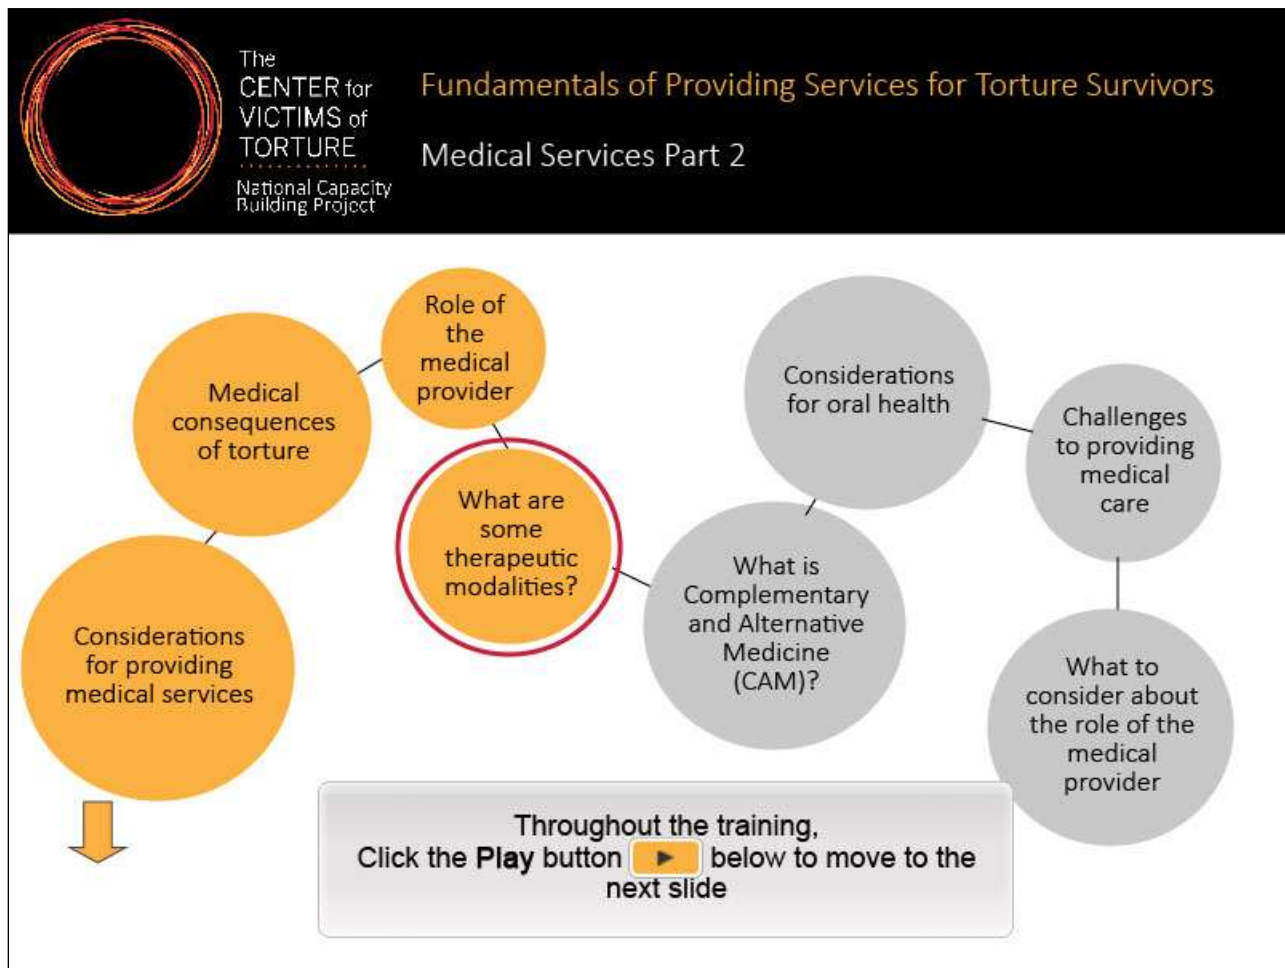 The
CENTER for
VICTIMS of
TORTURE
National Capacity
Building Project
Fundamentals of Providing Services for Torture Survivors
Medical Services Part 2
Considerations
for providing
medical services
Medical
consequences
of torture
Role of
the
medical
provider
What are
some
therapeutic
modalities?
What is
Complementary
and Alternative
Medicine
(CAM)?
Considerations
for oral health
Challenges
to providing
medical
care
What to
consider about
the role of the
medical
provider
Throughout the training,
Click the Play button below to move to the
next slide